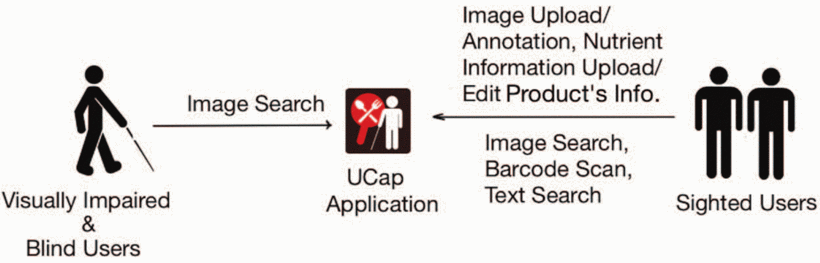 Image Upload/
Annotation, Nutrient
Information Upload/
Edit Product's Info.
Image Search
Image Search,
Barcode Scan,
Text Search
UCap
Application
Visually Impaired
&
Blind Users
Sighted Users